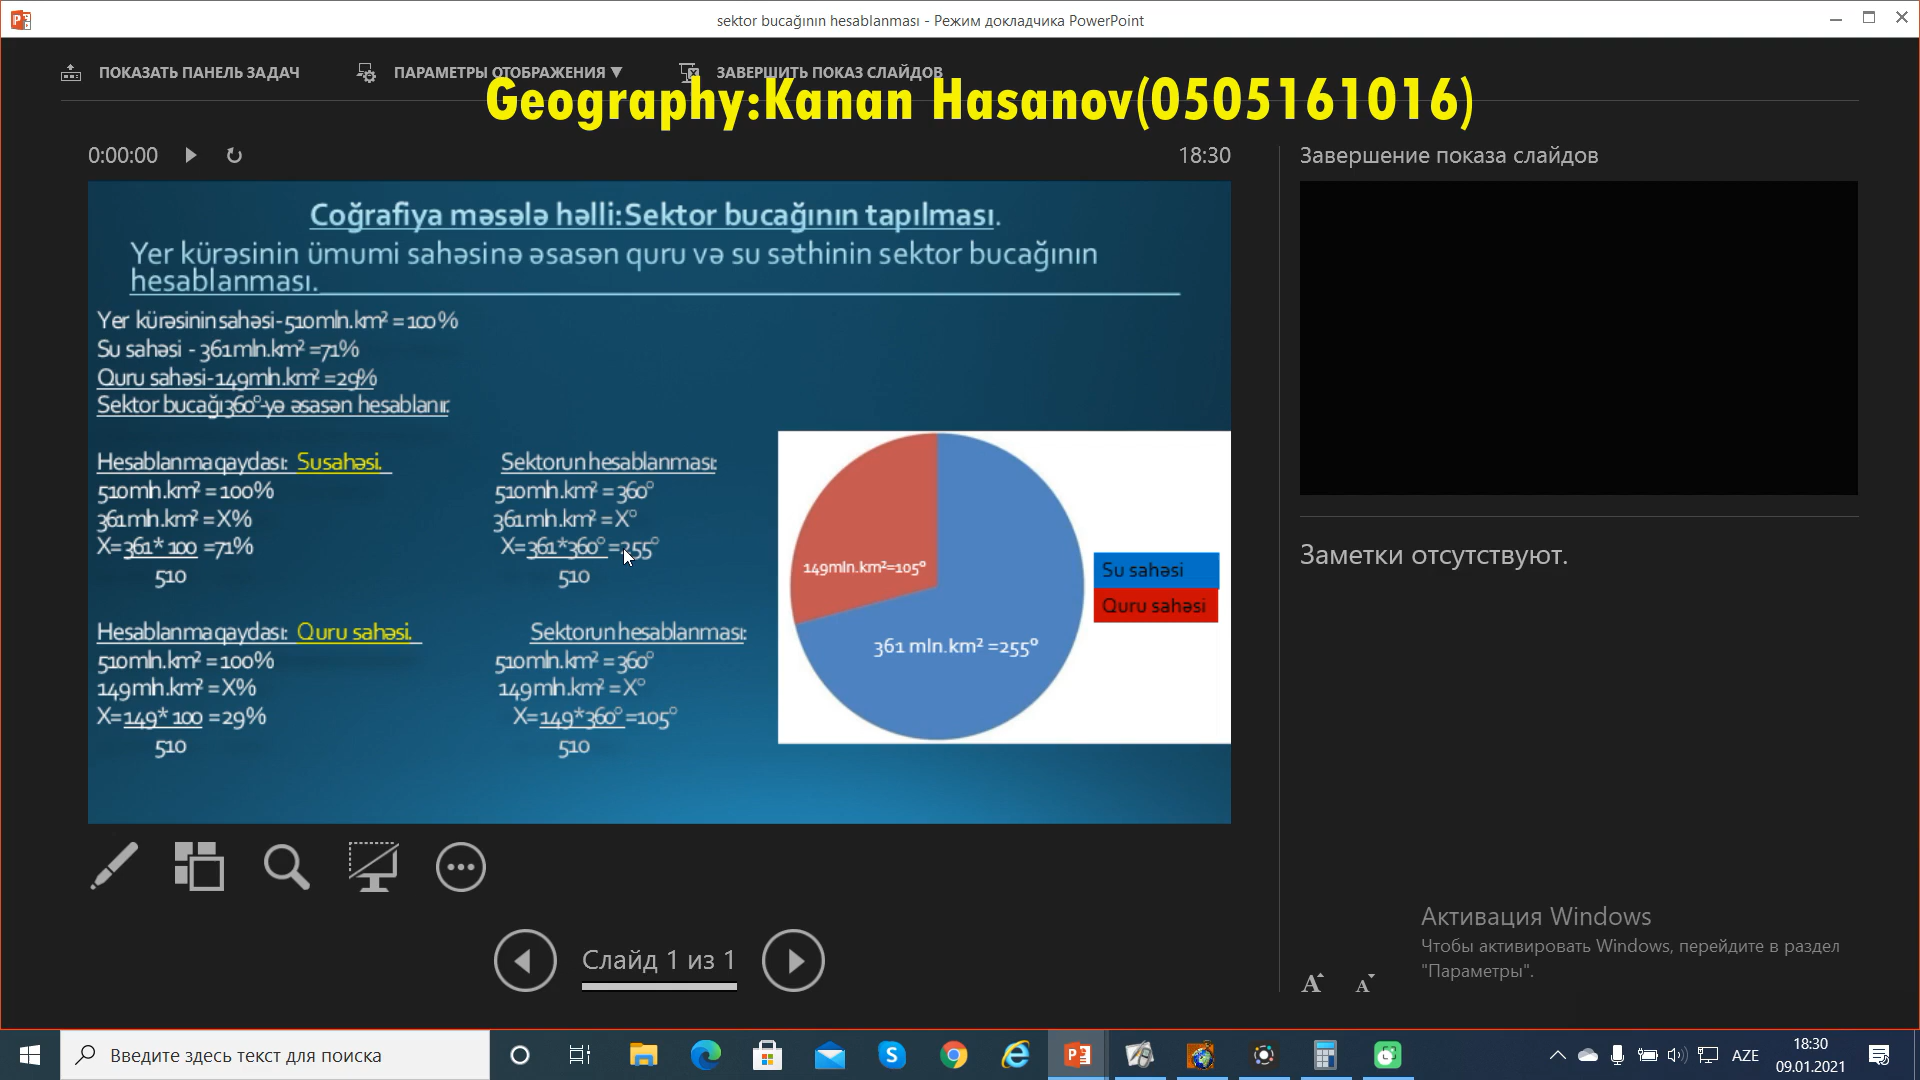 sektor bucağının hesablanması - Режим докладчика PowerPoint
ПОКАЗАТЬ ПАНЕЛЬ ЗАДАЧ
ПАРАМЕТРЫ ОТОБРАЖЕНИЯ ▼
ЗАВЕРШИТЬ ПОКАЗ СЛАЙДОВ
Geography:Kanan Hasanov(0505161016)
0:00:00
18:30
Завершение показа слайдов
Coğrafiya məsələ həlli:Sektor bucağının tapılması.
Yer kürəsinin ümumi sahəsinə əsasən quru və su səthinin sektor bucağının
hesablanması.
Yer kürəsinin sahəsi-510mln.km² = 100%
Su sahəsi - 361mln.km² =71%
Quru sahəsi-149mln.km² =29%
Sektor bucağı360°-yə əsasən hesablanır.
Hesablanma qaydası: Su sahəsi.
510mln.km² = 100%
361mln.km² = X%
X=361* 100 =71%
510
Sektorun hesablanması:
510mln.km² = 360°
361mln.km² = X°
X=361*360° =255°
510
Hesablanma qaydası: Quru sahəsi.
510mln.km² = 100%
149mln.km² = X%
X=149* 100 =29%
510
Sektorun hesablanması:
510mln.km² = 360°
149mln.km² = X°
X=149*360° =105°
510
149mln.km²=105°
361 mln.km² =255°
Su sahəsi
Quru sahəsi
Заметки отсутствуют.
Слайд 1 из 1
Активация Windows
Чтобы активировать Windows, перейдите в раздел
"Параметры".
A A
Введите здесь текст для поиска
AZE
18:30
09.01.2021